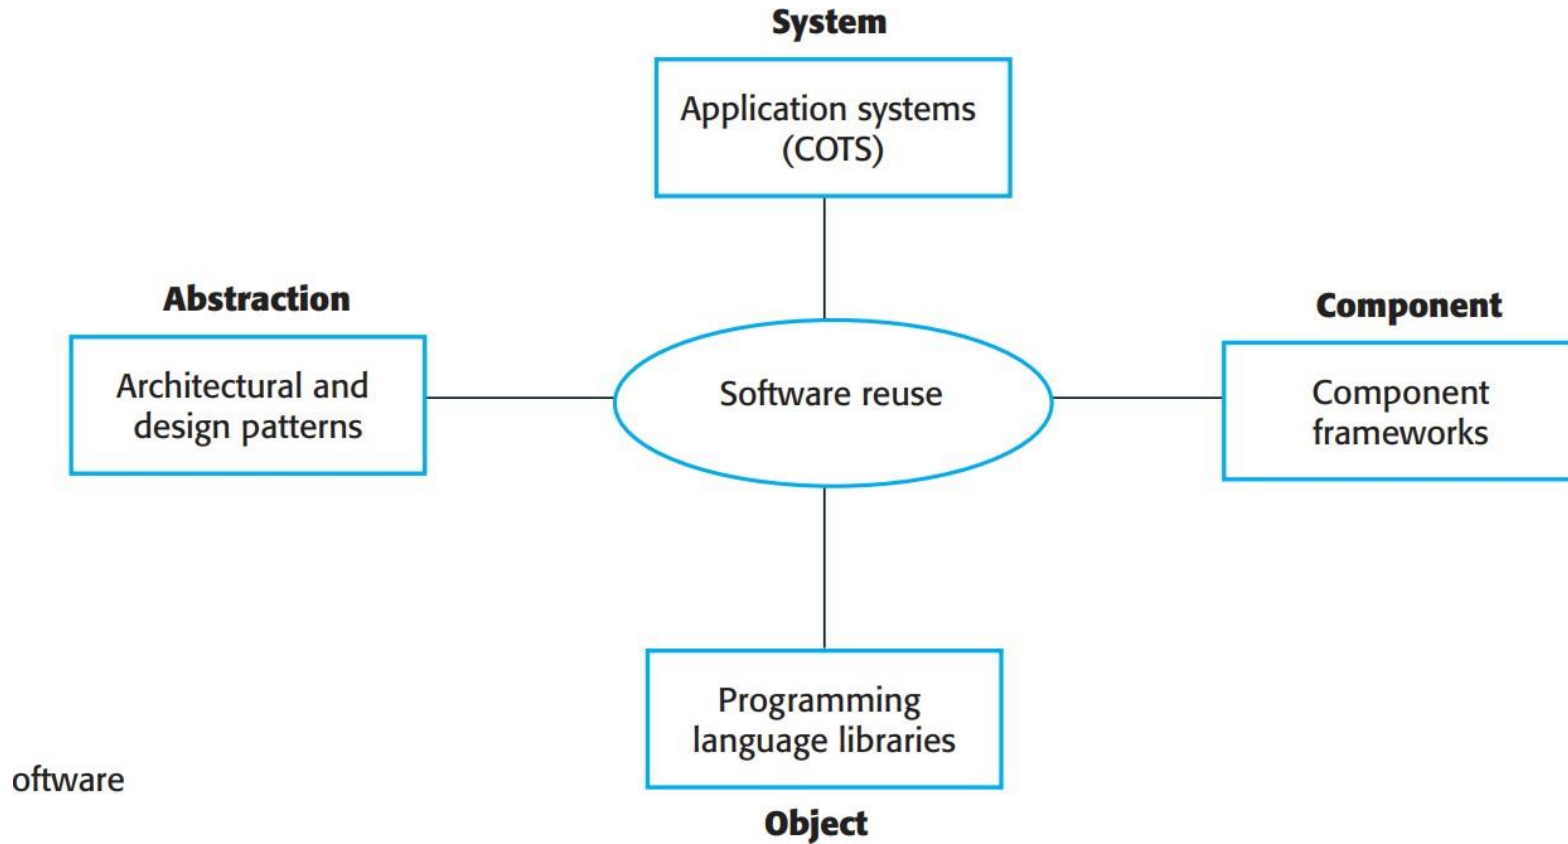 System
Application systems
(COTS)
Abstraction
Architectural and
design patterns
Software reuse
Component
Component
frameworks
Programming
language libraries
Object
oftware